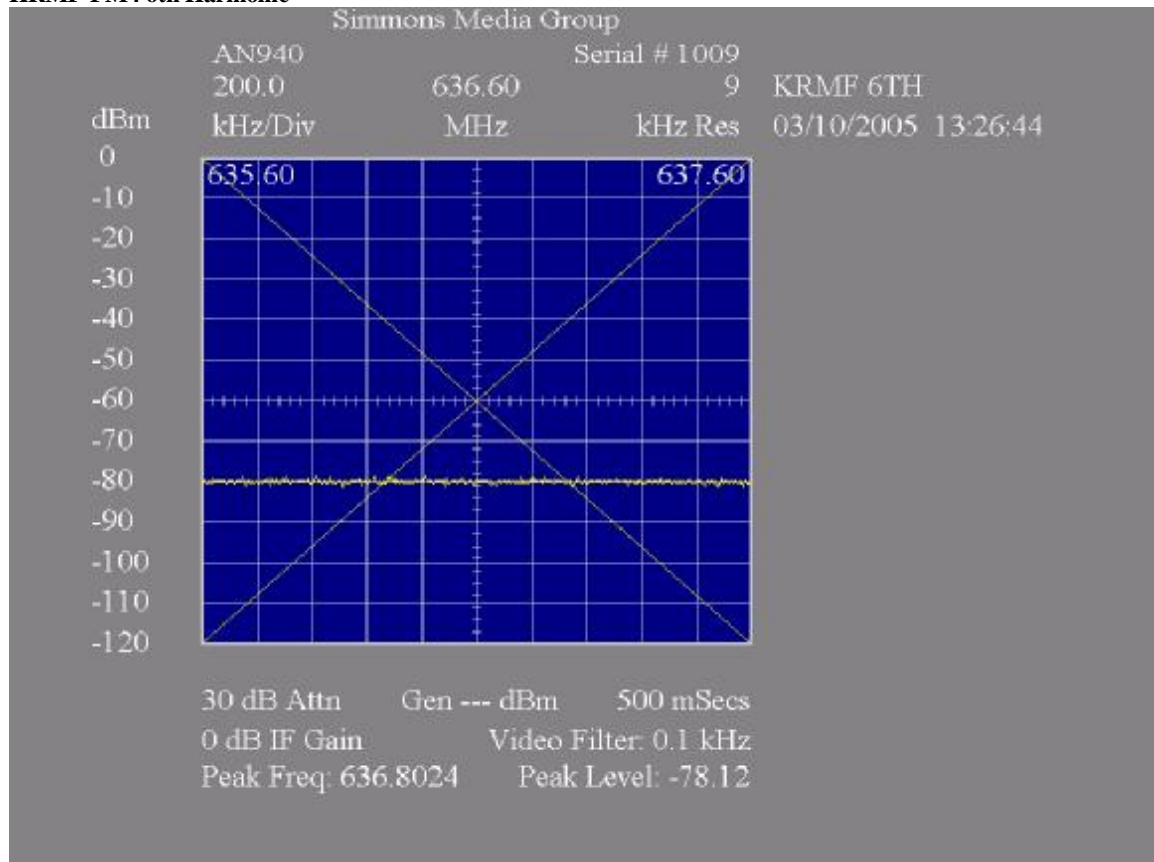 Simmons Media Group
AN940 Serial # 1009
200.0 636.60 9 KRMF 6TH
dBm kHz/Div MHz kHz Res 03/10/2005 13:26:44
0
635.60 637.60
-10
-20
-30
-40
-50
-60
-70
-80
-90
-100
-110
-120
30 dB Attn Gen --- dBm 500 mSecs
0 dB IF Gain Video Filter: 0.1 kHz
Peak Freq: 636.8024 Peak Level: -78.12